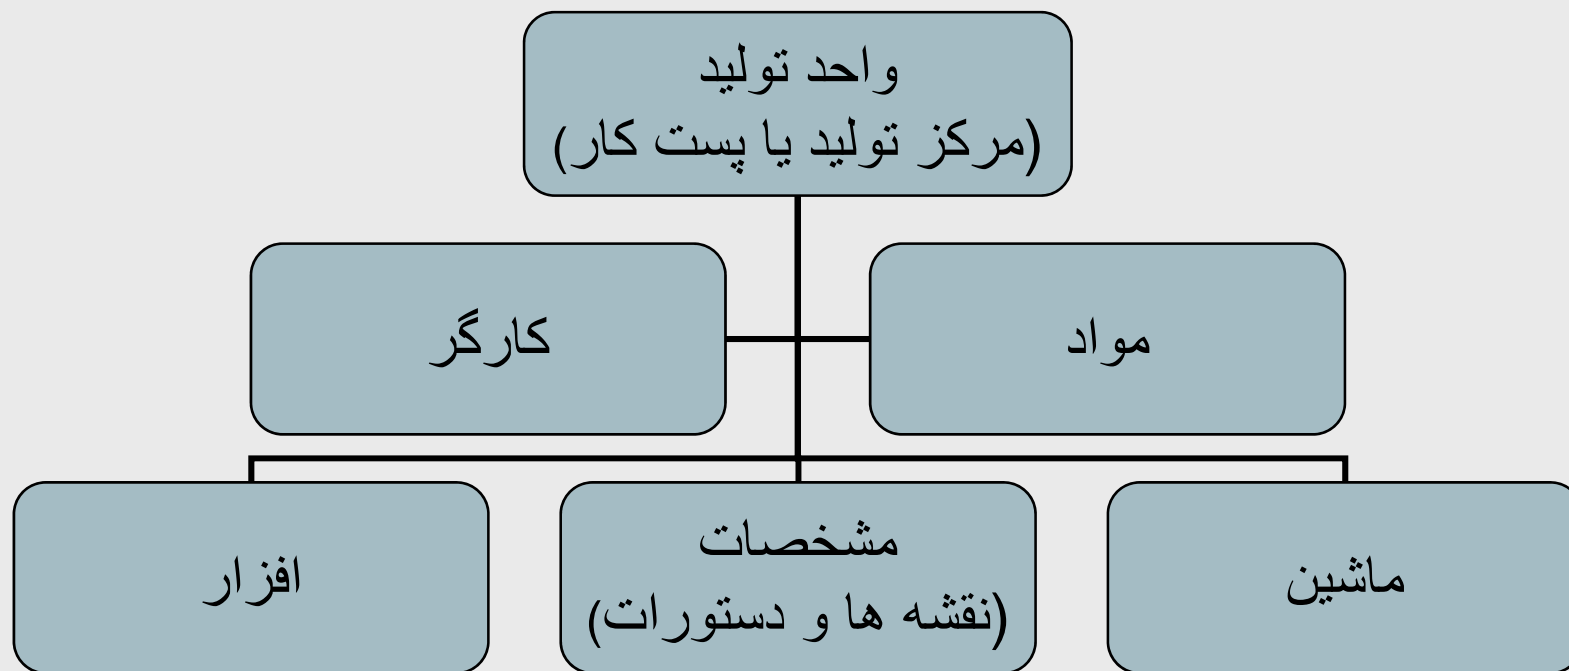 واحد تولید
(مرکز تولید یا پست کار)
مواد
کارگر
ماشین
مشخصات
(نقشه ها و دستورات)
افزار